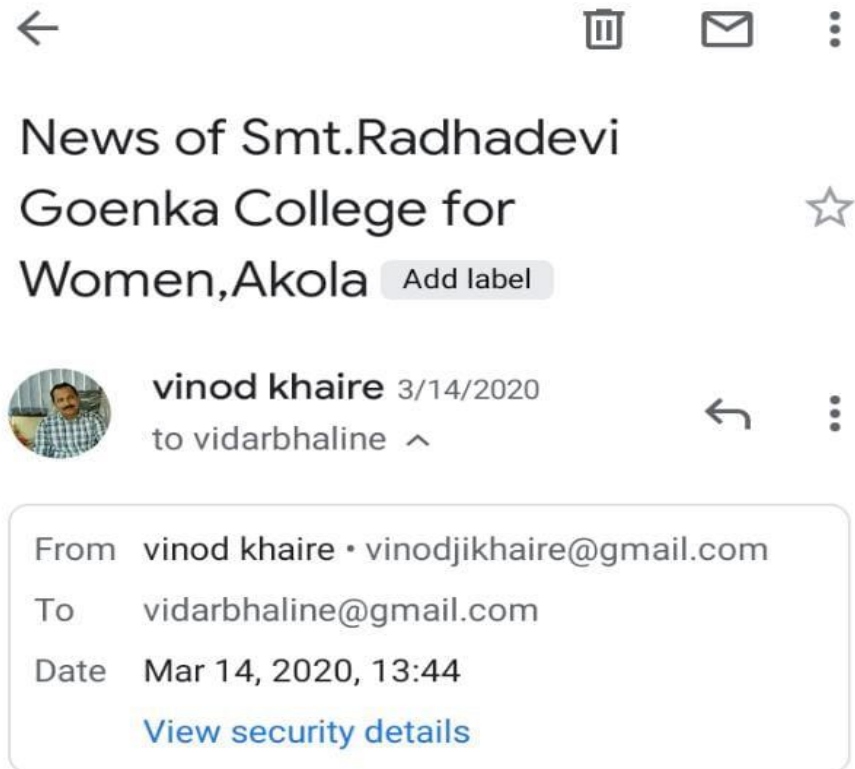 News of Smt.Radhadevi
Goenka College for
Women,Akola Add label
vinod khaire 3/14/2020
to vidarbhaline
From vinod khaire • vinodjikhaire@gmail.com
To vidarbhaline@gmail.com
Date Mar 14, 2020, 13:44
View security details